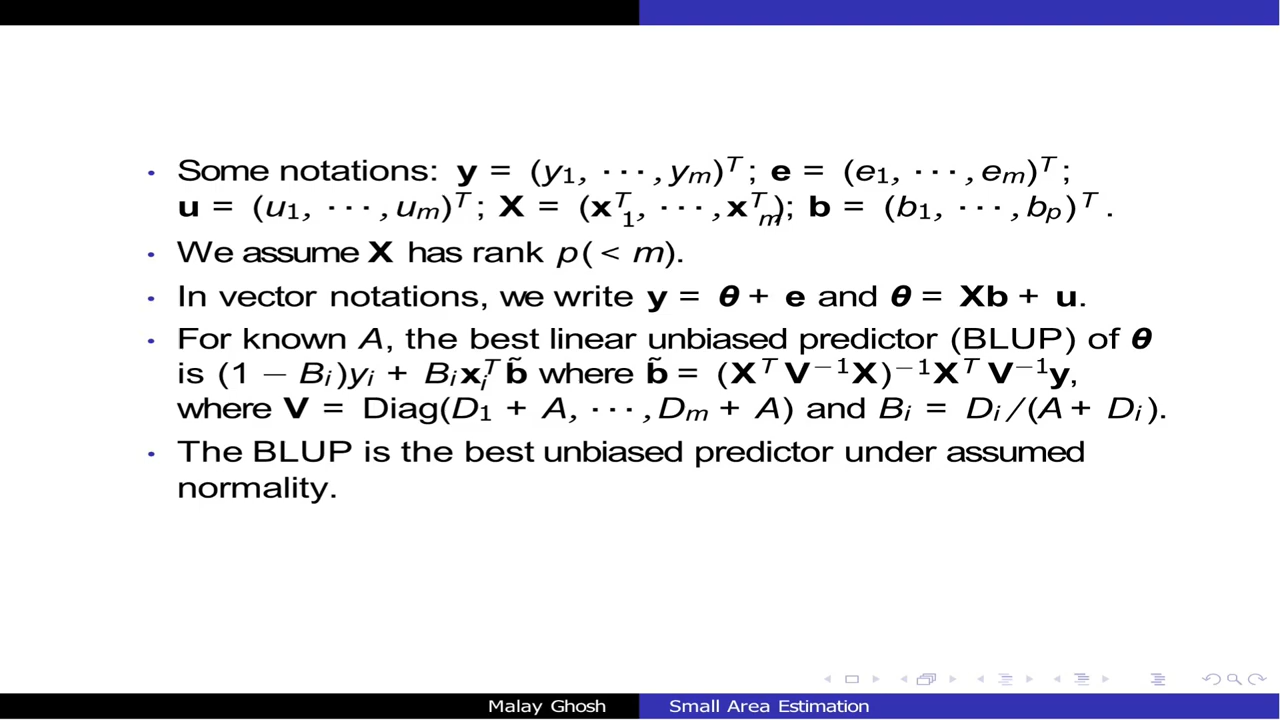 Some notations: y = (y₁, ··· , yₘ)ᵀ ; e = (e₁, ··· , eₘ)ᵀ ;
u = (u₁, ··· , uₘ)ᵀ ; X = (x₁ᵀ, ··· , xₘᵀ); b = (b₁, ··· , bₚ)ᵀ .
We assume X has rank p( < m).
In vector notations, we write y = θ + e and θ = Xb + u.
For known A, the best linear unbiased predictor (BLUP) of θ
is (1 − Bᵢ)yᵢ + Bᵢxᵢᵀb̃ where b̃ = (XᵀV⁻¹X)⁻¹XᵀV⁻¹y,
where V = Diag(D₁ + A, ··· , Dₘ + A) and Bᵢ = Dᵢ/(A + Dᵢ).
The BLUP is the best unbiased predictor under assumed
normality.
Malay Ghosh
Small Area Estimation